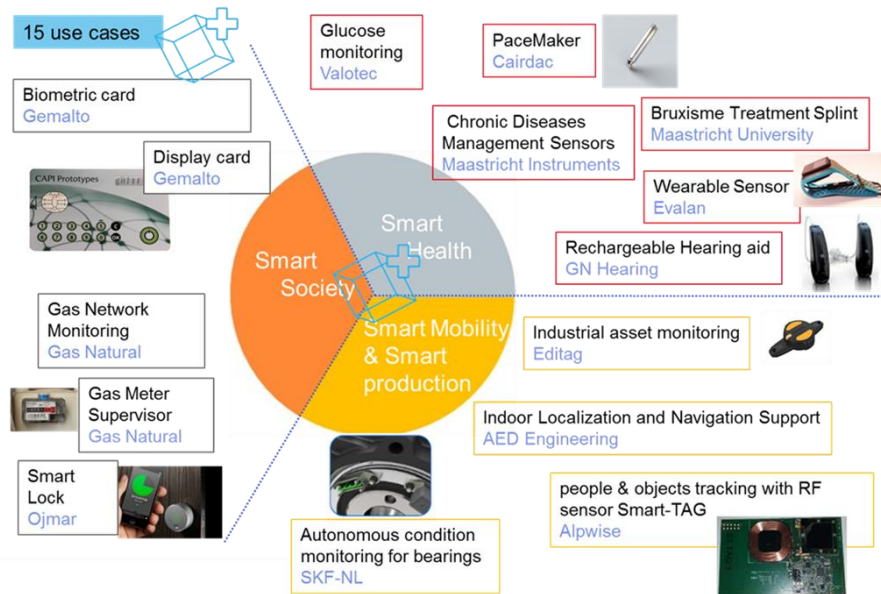 15 use cases
Biometric card
Gemalto
Display card
Gemalto
CAPI Prototypes
Glucose
monitoring
Valotec
PaceMaker
Cairdac
Chronic Diseases
Management Sensors
Maastricht Instruments
Bruxisme Treatment Splint
Maastricht University
Wearable Sensor
Evalan
Rechargeable Hearing aid
GN Hearing
Smart
Health
Smart
Society
Smart Mobility
& Smart
production
Gas Network
Monitoring
Gas Natural
Gas Meter
Supervisor
Gas Natural
Smart
Lock
Ojmar
Industrial asset monitoring
Editag
Indoor Localization and Navigation Support
AED Engineering
people & objects tracking with RF
sensor Smart-TAG
Alpwise
Autonomous condition
monitoring for bearings
SKF-NL